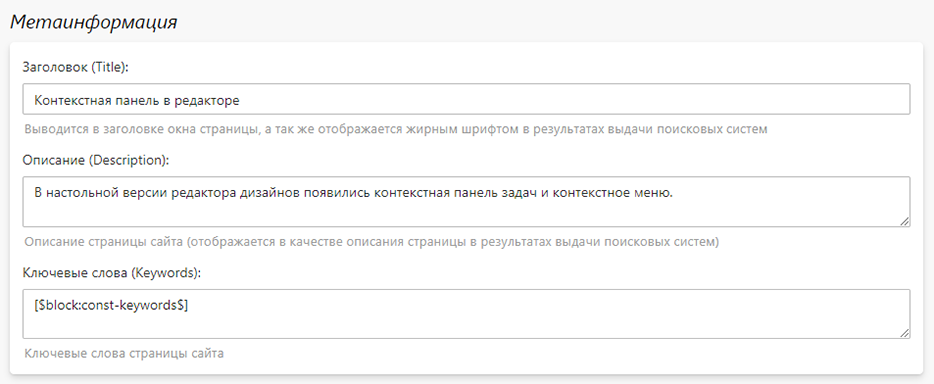 Метаинформация
Заголовок (Title):
Контекстная панель в редакторе
Выводится в заголовке окна страницы, а так же отображается жирным шрифтом в результатах выдачи поисковых систем
Описание (Description):
В настольной версии редактора дизайнов появились контекстная панель задач и контекстное меню.
Описание страницы сайта (отображается в качестве описания страницы в результатах выдачи поисковых систем)
Ключевые слова (Keywords):
[$block:const-keywords$]
Ключевые слова страницы сайта